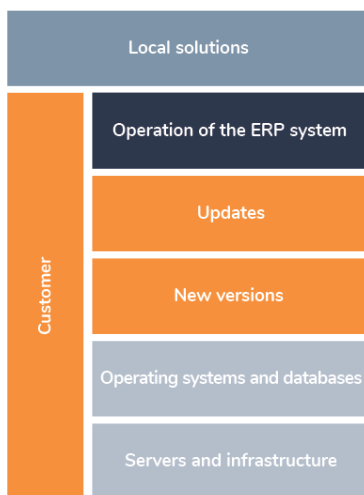 Local solutions
Operation of the ERP system
Updates
New versions
Customer
Operating systems and databases
Servers and infrastructure